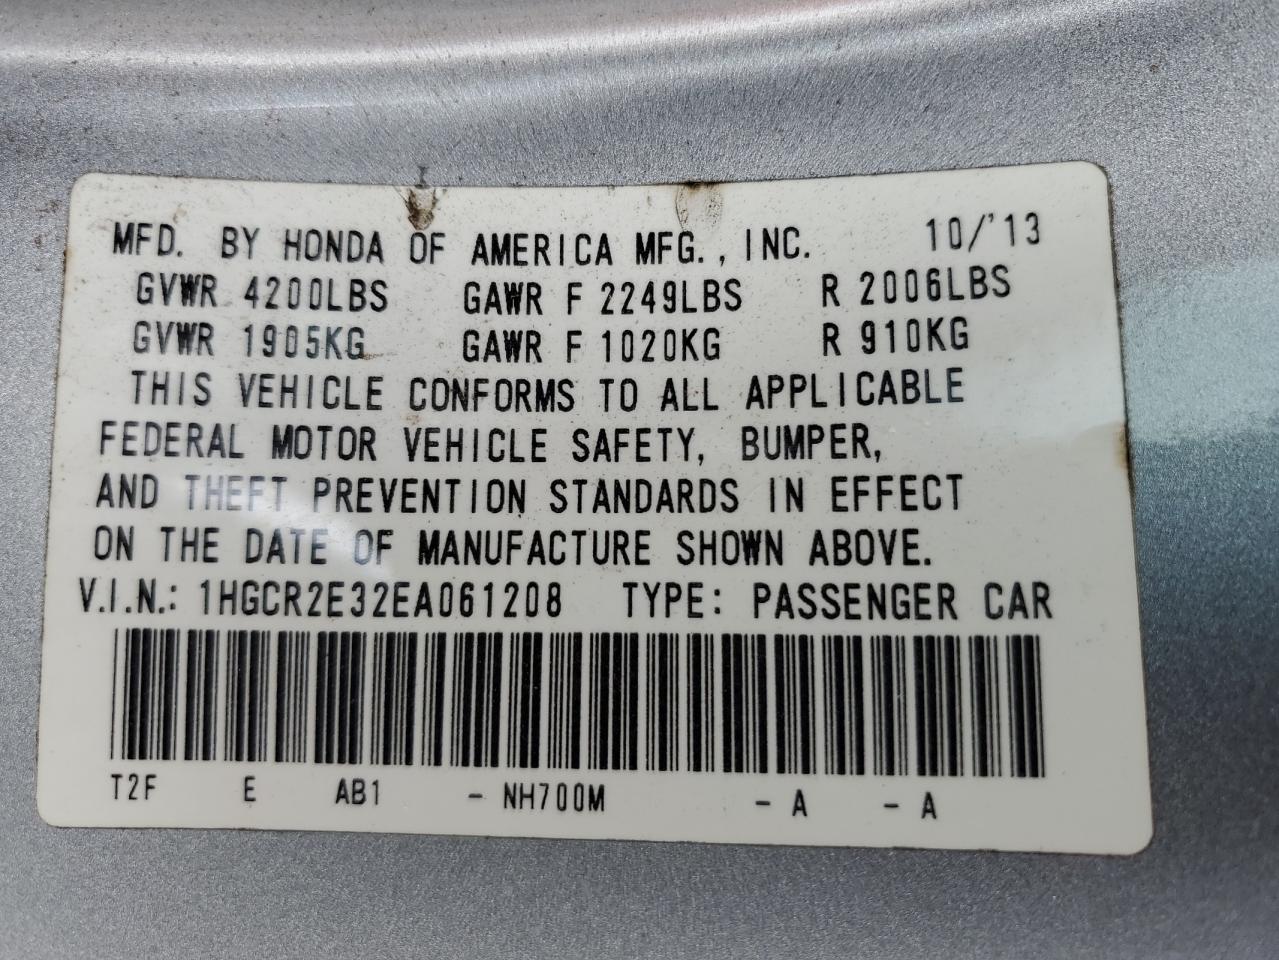 MFD. BY HONDA OF AMERICA MFG., INC. 10/'13
GVWR 4200LBS GAWR F 2249LBS R 2006LBS
GVWR 1905KG GAWR F 1020KG R 910KG
THIS VEHICLE CONFORMS TO ALL APPLICABLE
FEDERAL MOTOR VEHICLE SAFETY, BUMPER,
AND THEFT PREVENTION STANDARDS IN EFFECT
ON THE DATE OF MANUFACTURE SHOWN ABOVE.
V.I.N.: 1HGCR2E32EA061208 TYPE: PASSENGER CAR
T2F E AB1 - NH700M - A - A